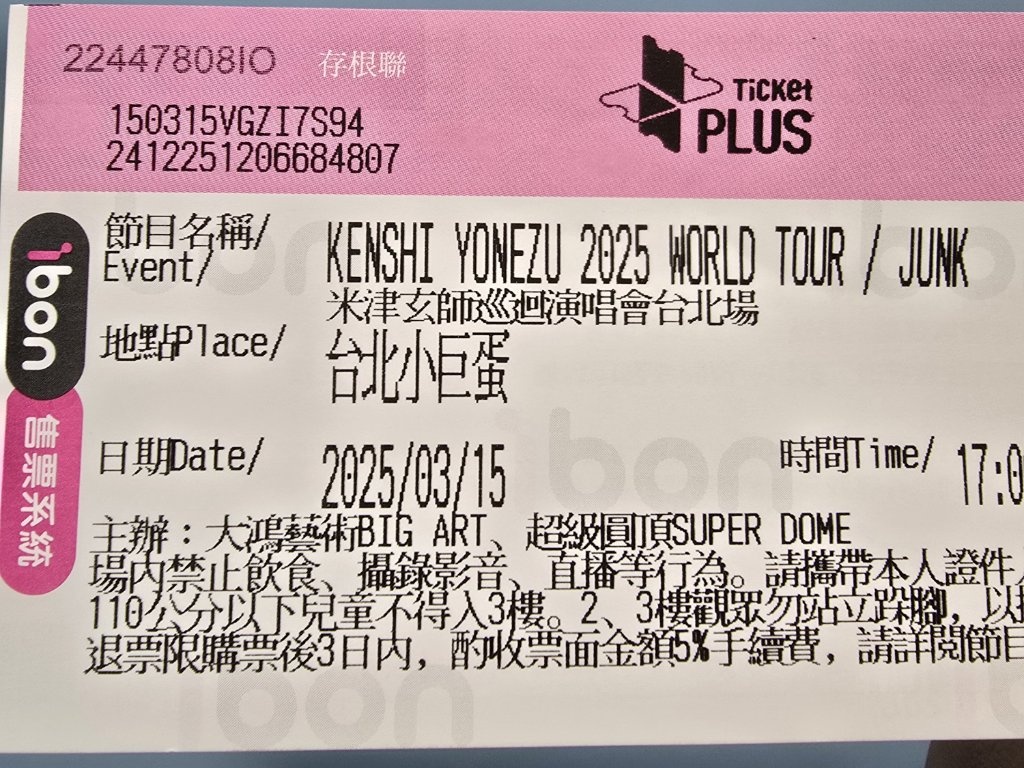 2244780810 存根聯
150315VGZI7S94
2412251206684807
Ticket
PLUS
ibon
售票系統
節目名稱/
Event/
KENSHI YONEZU 2025 WORLD TOUR / JUNK
米津玄師巡迴演唱會台北場
地點Place/
台北小巨蛋
日期Date/ 2025/03/15 時間Time/ 17:0
主辦：大鴻藝術BIG ART、超級圓頂SUPER DOME
場內禁止飲食、攝錄影音、直播等行為。請攜帶本人證件
110公分以下兒童不得入3樓。2、3樓觀眾勿站立跺腳，以
退票限購票後3日內，酌收票面金額5%手續費，請詳閱節目
ibon
ibon